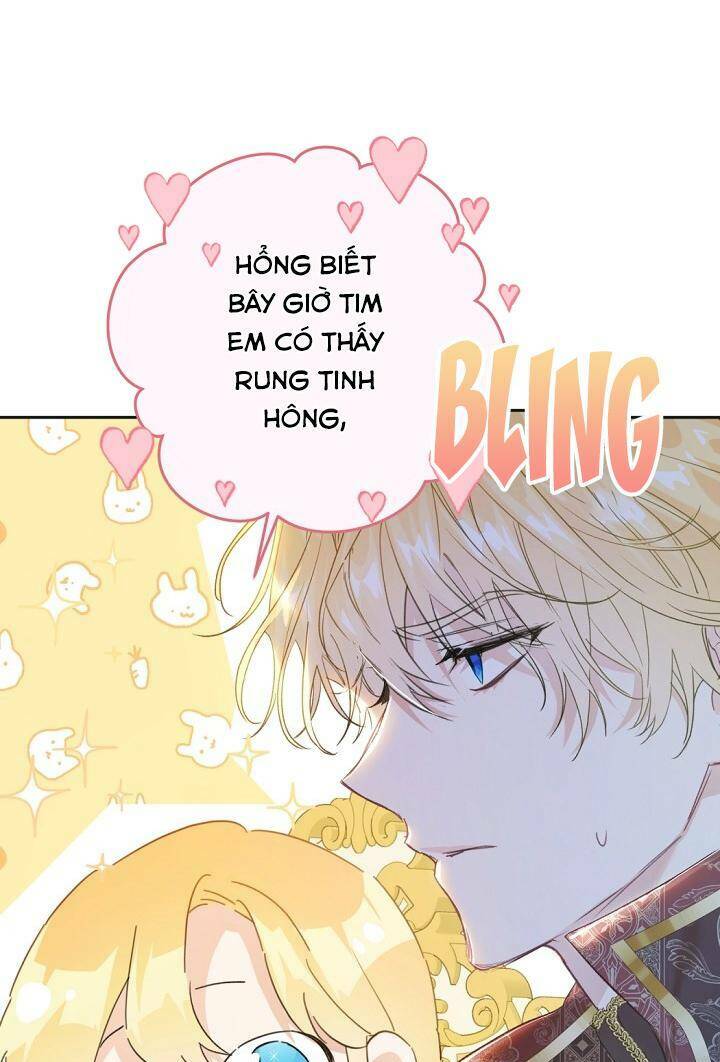 HỔNG BIẾT
BÂY GIỜ TIM
EM CÓ THẤY
RUNG TINH
HÔNG,
BLING